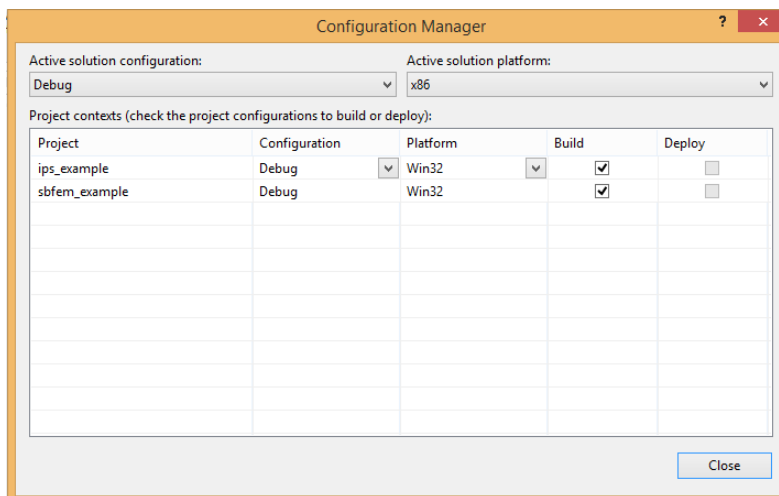 Configuration Manager
Active solution configuration: Active solution platform:
Debug x86
Project contexts (check the project configurations to build or deploy):
Project Configuration Platform Build Deploy
ips_example Debug Win32
sbfem_example Debug Win32
Close